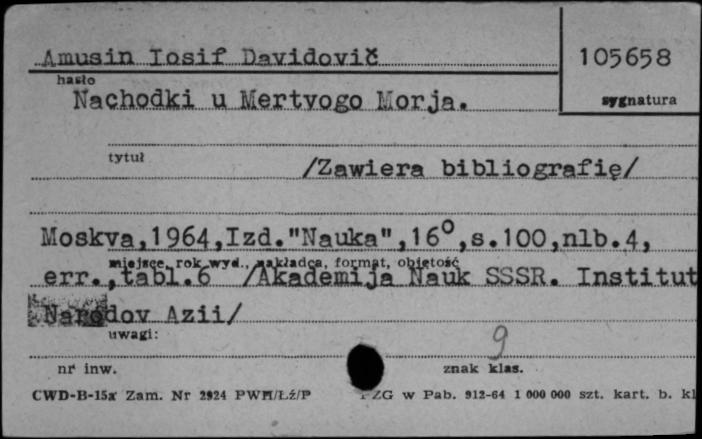 Amusin Iosif Davidovič
105658
hasło
Nachodki u Mertvogo Morja.
sygnatura
tytuł
/Zawiera bibliografię/
Moskva,1964,Izd."Nauka",16°,s.100,nlb.4,
miejsce, rok wyd., nakładca, format, objętość
err.,tabl.6 /Akademija Nauk SSSR. Institut
Narodov Azii/
uwagi:
9
nr inw.
znak klas.
CWD-B-15a Zam. Nr 2924 PWH/Łź/P
PZG w Pab. 912-64 1 000 000 szt. kart. b. kl